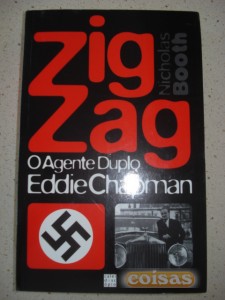 Zig
Zag
Nicholas
Booth
O Agente Duplo
Eddie Chapman
coisas